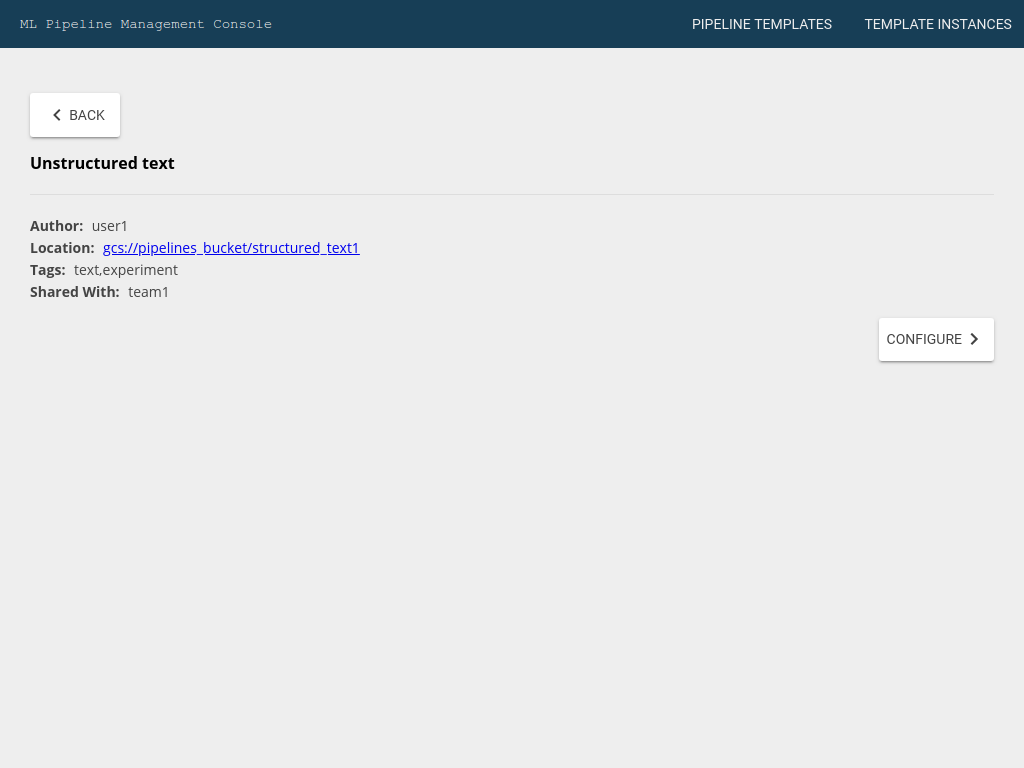 ML Pipeline Management Console
PIPELINE TEMPLATES
TEMPLATE INSTANCES
BACK
Unstructured text
Author: user1
Location: gcs://pipelines_bucket/structured_text1
Tags: text,experiment
Shared With: team1
CONFIGURE